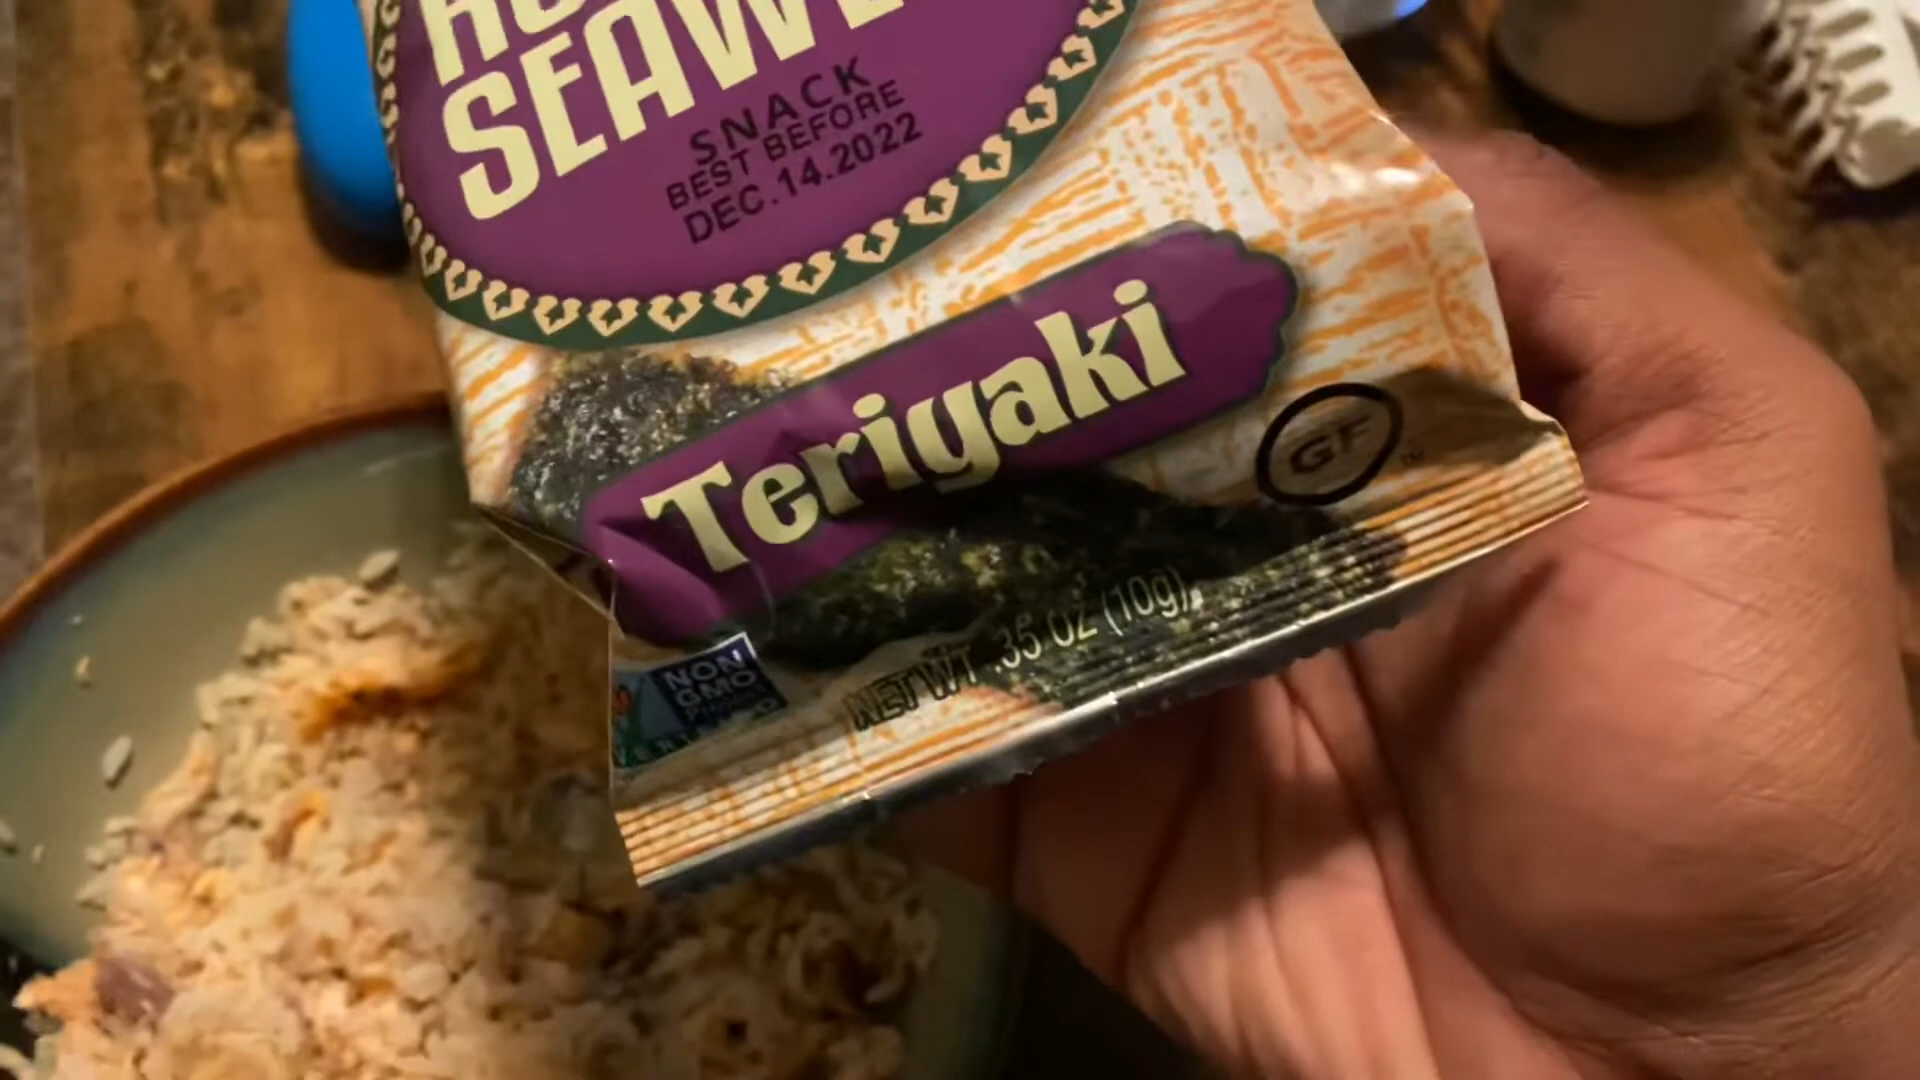 SNACK
BEST BEFORE
DEC.14.2022
Teriyaki
GF
NON
GMO
NET WT .35 OZ (10g)